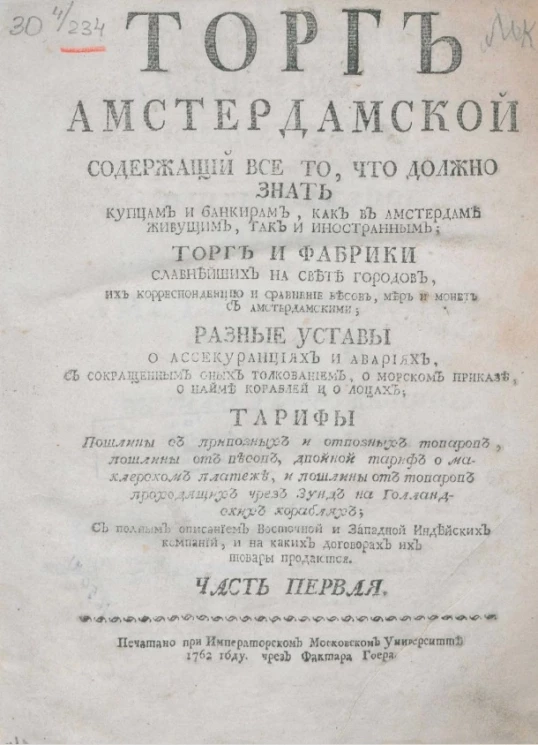 30 4/234
ТОРГЪ
АМСТЕРДАМСКОЙ
СОДЕРЖАЩІЙ ВСЕ ТО, ЧТО ДОЛЖНО
ЗНАТЬ
КУПЦАМЪ И БАНКИРАМЪ, КАКЪ ВЪ АМСТЕРДАМѢ
ЖИВУЩИМЪ, ТАКЪ И ИНОСТРАННЫМЪ;
ТОРГЪ И ФАБРИКИ
СЛАВНѢЙШИХЪ НА СВѢТѢ ГОРОДОВЪ,
ИХЪ КОРРЕСПОНДЕНЦІЮ И СРАВНЕНІЕ ВѢСОВЪ, МѢРЪ И МОНЕТЪ
СЪ АМСТЕРДАМСКИМИ;
РАЗНЫЕ УСТАВЫ
О АССЕКУРАНЦІЯХЪ И АВАРІЯХЪ,
СЪ СОКРАЩЕННЫМЪ ОНЫХЪ ТОЛКОВАНІЕМЪ, О МОРСКОМЪ ПРИКАЗѢ,
О НАЙМѢ КОРАБЛЕЙ И О ЛОЦАХЪ;
ТАРИФЫ
Пошлины съ привозныхъ и отвозныхъ товаровъ,
пошлины отъ вѣсовъ, двойной тарифъ о ма-
клерскомъ платежѣ, и пошлины отъ товаровъ
проходящихъ чрезъ Зундъ на Голланд-
скихъ корабляхъ;
Съ полнымъ описаніемъ Восточной и Западной Индѣйскихъ
компаній, и на какихъ договорахъ ихъ
товары продаются.
ЧАСТЬ ПЕРВАЯ.
Печатано при Императорскомъ Московскомъ Университетѣ
1762 году. чрезъ Фактара Гоера.